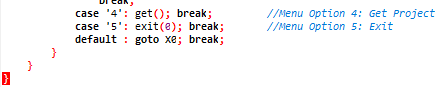 break;
case '4': get(); break; //Menu Option 4: Get Project
case '5': exit(0); break; //Menu Option 5: Exit
default : goto X0; break;
}
}
}